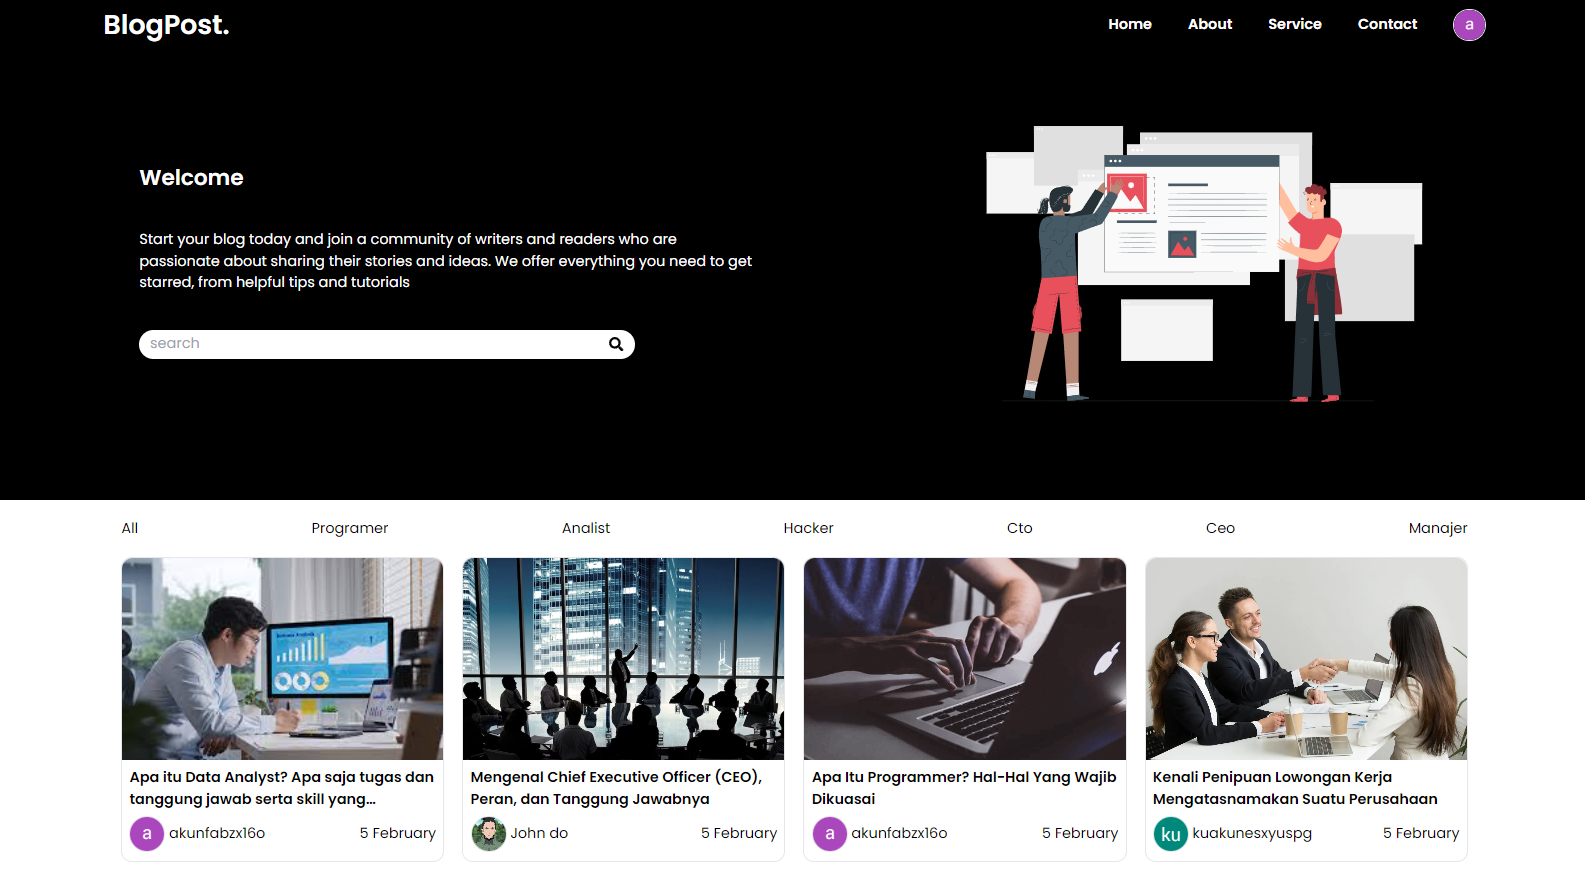 BlogPost.
Home About Service Contact a
Welcome
Start your blog today and join a community of writers and readers who are
passionate about sharing their stories and ideas. We offer everything you need to get
starred, from helpful tips and tutorials
search
All Programer Analist Hacker Cto Ceo Manajer
Apa itu Data Analyst? Apa saja tugas dan
tanggung jawab serta skill yang...
a akunfabzx16o 5 February
Mengenal Chief Executive Officer (CEO),
Peran, dan Tanggung Jawabnya
John do 5 February
Apa Itu Programmer? Hal-Hal Yang Wajib
Dikuasai
a akunfabzx16o 5 February
Kenali Penipuan Lowongan Kerja
Mengatasnamakan Suatu Perusahaan
ku kuakunesxyuspg 5 February